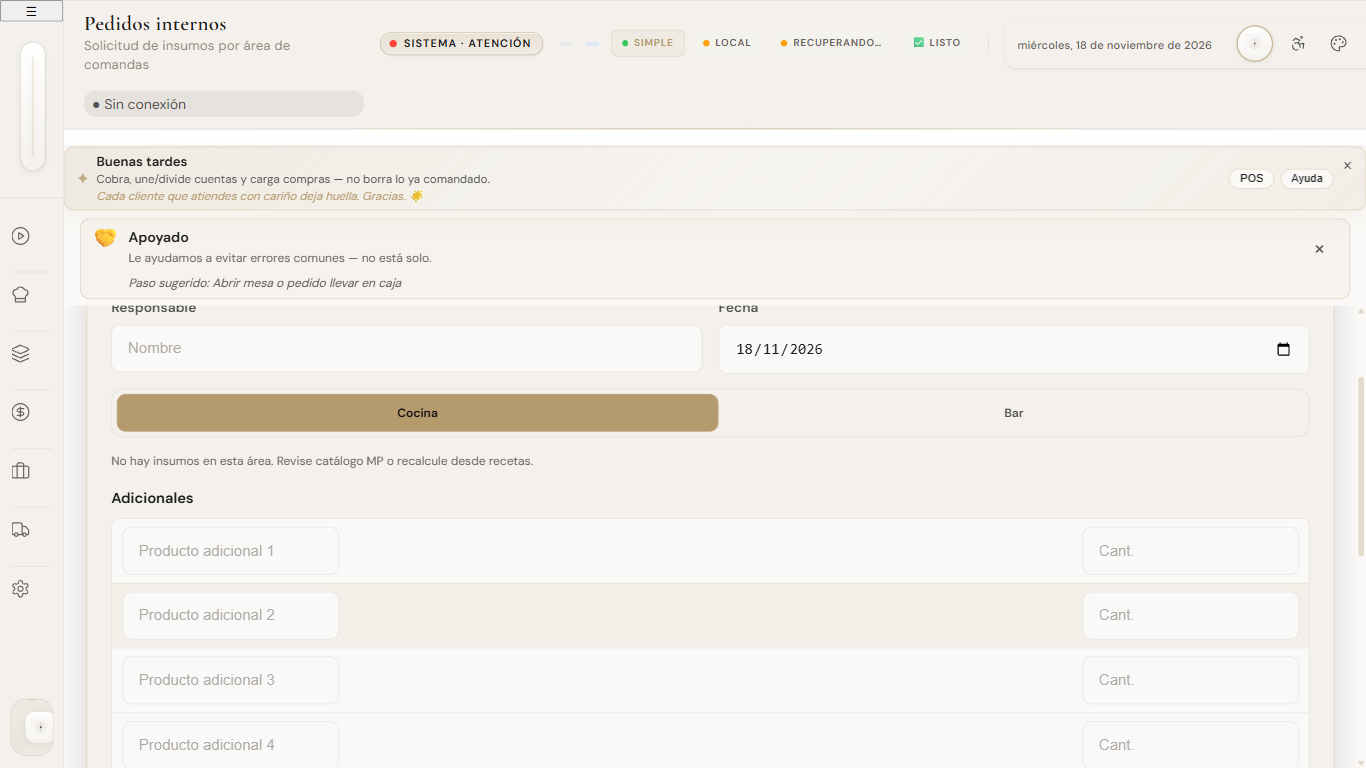 ☰
Pedidos internos
Solicitud de insumos por área de
comandas
● Sin conexión
SISTEMA · ATENCIÓN
SIMPLE
LOCAL
RECUPERANDO…
✅ LISTO
miércoles, 18 de noviembre de 2026
✦
Buenas tardes
Cobra, une/divide cuentas y carga compras — no borra lo ya comandado.
Cada cliente que atiendes con cariño deja huella. Gracias. ☀️
POS
Ayuda
✕
🤝
Apoyado
Le ayudamos a evitar errores comunes — no está solo.
Paso sugerido: Abrir mesa o pedido llevar en caja
✕
Responsable
Fecha
Nombre
18/11/2026
Cocina
Bar
No hay insumos en esta área. Revise catálogo MP o recalcule desde recetas.
Adicionales
Producto adicional 1
Cant.
Producto adicional 2
Cant.
Producto adicional 3
Cant.
Producto adicional 4
Cant.